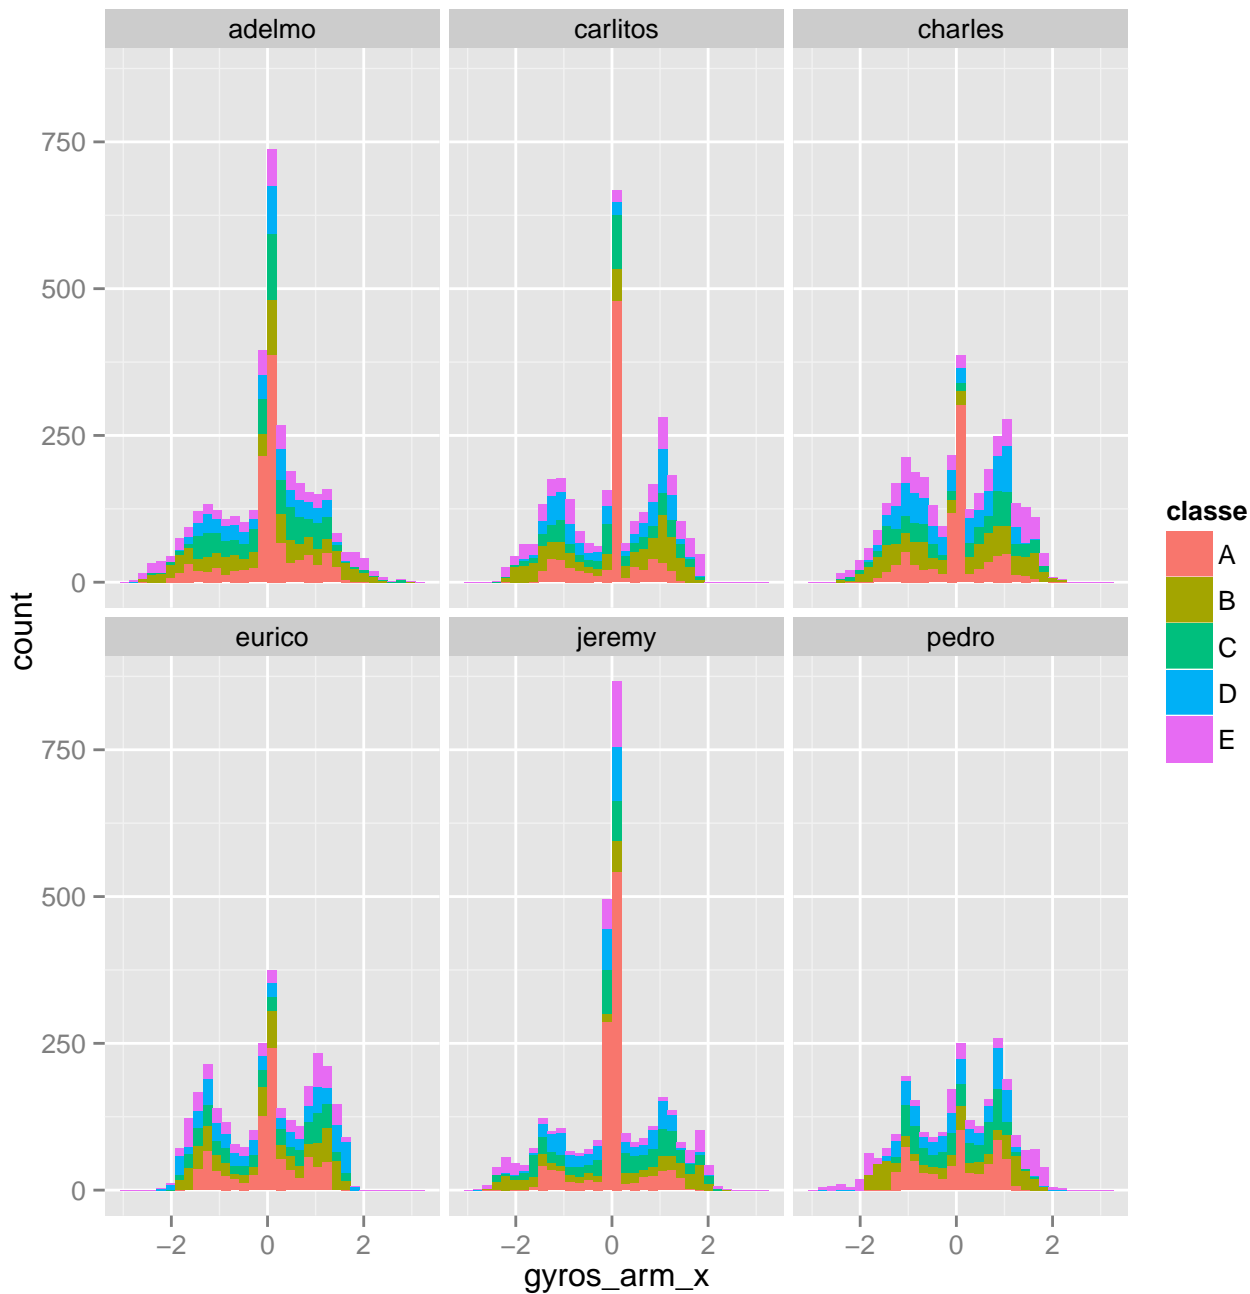 adelmo carlitos charles
750
500
250
0
eurico jeremy pedro
750
500
250
0
−2 0 2 −2 0 2 −2 0 2
gyros_arm_x
count
classe
A
B
C
D
E